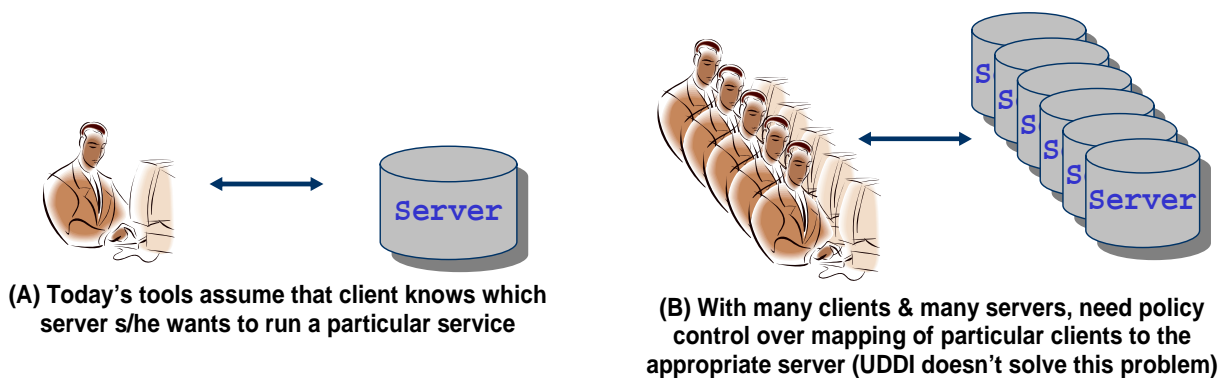 Server
(A) Today's tools assume that client knows which
server s/he wants to run a particular service
S
S
S
S
S
Server
(B) With many clients & many servers, need policy
control over mapping of particular clients to the
appropriate server (UDDI doesn't solve this problem)